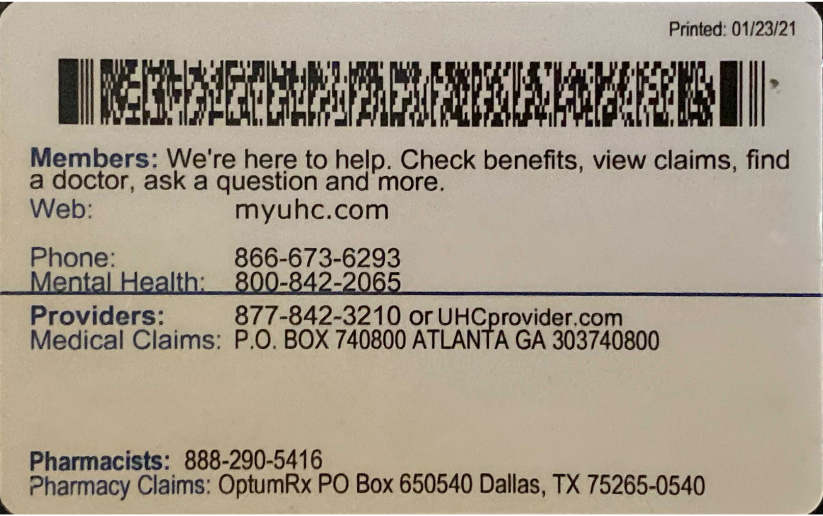 Printed: 01/23/21
Members: We're here to help. Check benefits, view claims, find
a doctor, ask a question and more.
Web: myuhc.com
Phone: 866-673-6293
Mental Health: 800-842-2065
Providers: 877-842-3210 or UHCprovider.com
Medical Claims: P.O. BOX 740800 ATLANTA GA 303740800
Pharmacists: 888-290-5416
Pharmacy Claims: OptumRx PO Box 650540 Dallas, TX 75265-0540